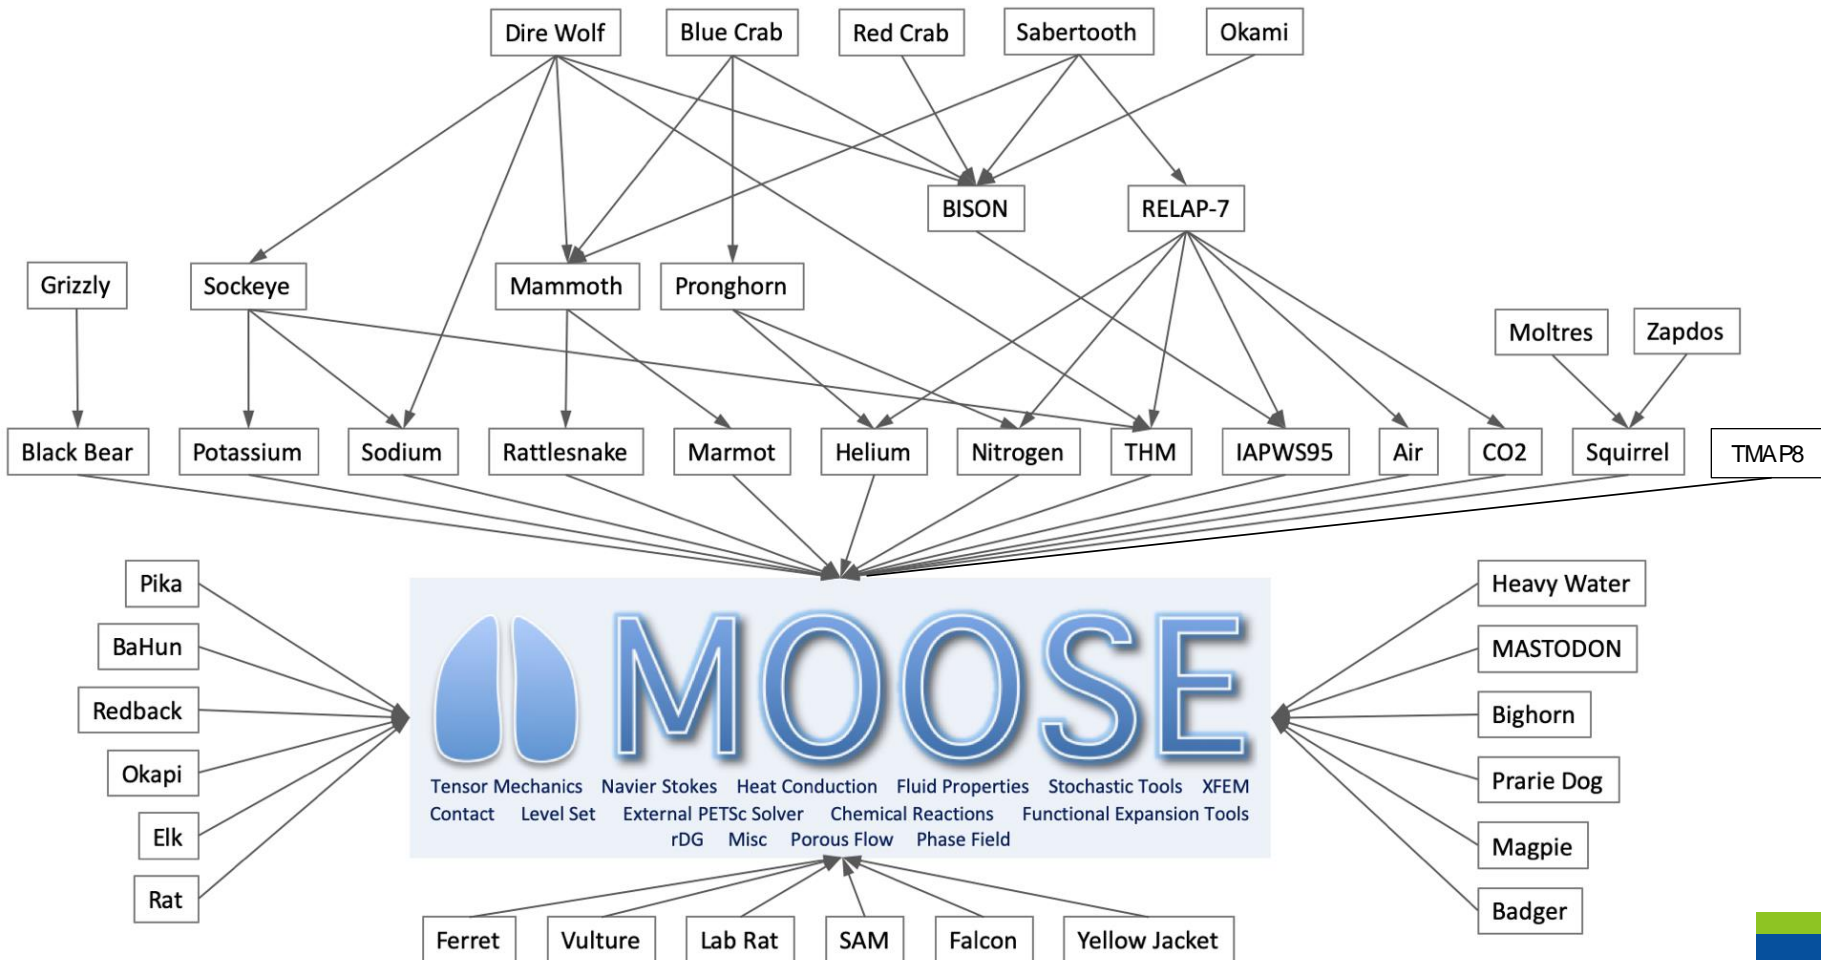 Dire Wolf
Blue Crab
Red Crab
Sabertooth
Okami
BISON
RELAP-7
Grizzly
Sockeye
Mammoth
Pronghorn
Moltres
Zapdos
Black Bear
Potassium
Sodium
Rattlesnake
Marmot
Helium
Nitrogen
THM
IAPWS95
Air
CO2
Squirrel
TMAP8
Pika
BaHun
Redback
Okapi
Elk
Rat
MOOSE
Tensor Mechanics Navier Stokes Heat Conduction Fluid Properties Stochastic Tools XFEM
Contact Level Set External PETSc Solver Chemical Reactions Functional Expansion Tools
rDG Misc Porous Flow Phase Field
Heavy Water
MASTODON
Bighorn
Prarie Dog
Magpie
Badger
Ferret
Vulture
Lab Rat
SAM
Falcon
Yellow Jacket